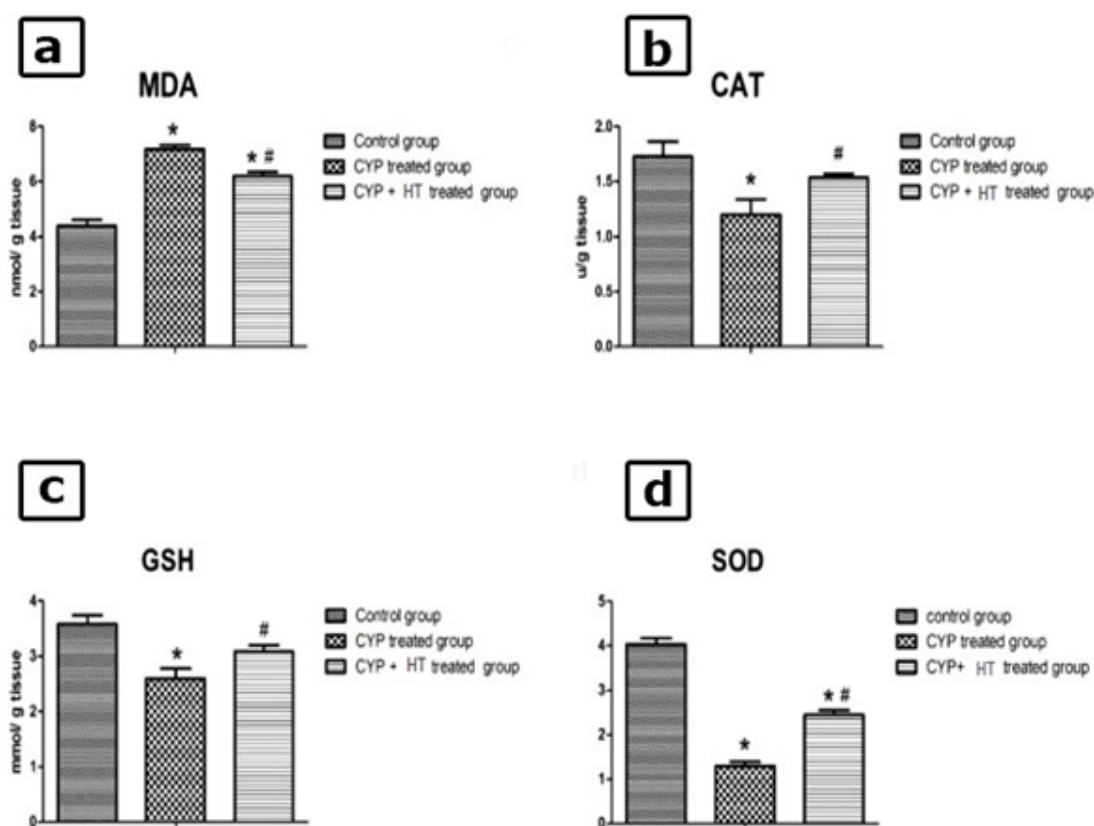 a
MDA
8
6
4
2
0
nmol/ g tissue
*
* #
Control group
CYP treated group
CYP + HT treated group
b
CAT
2.0
1.5
1.0
0.5
0.0
u/g tissue
*
#
Control group
CYP treated group
CYP + HT treated group
c
GSH
4
3
2
1
0
mmol/ g tissue
*
#
Control group
CYP treated group
CYP + HT treated group
d
d
SOD
5
4
3
2
1
0
*
* #
control group
CYP treated group
CYP+ HT treated group